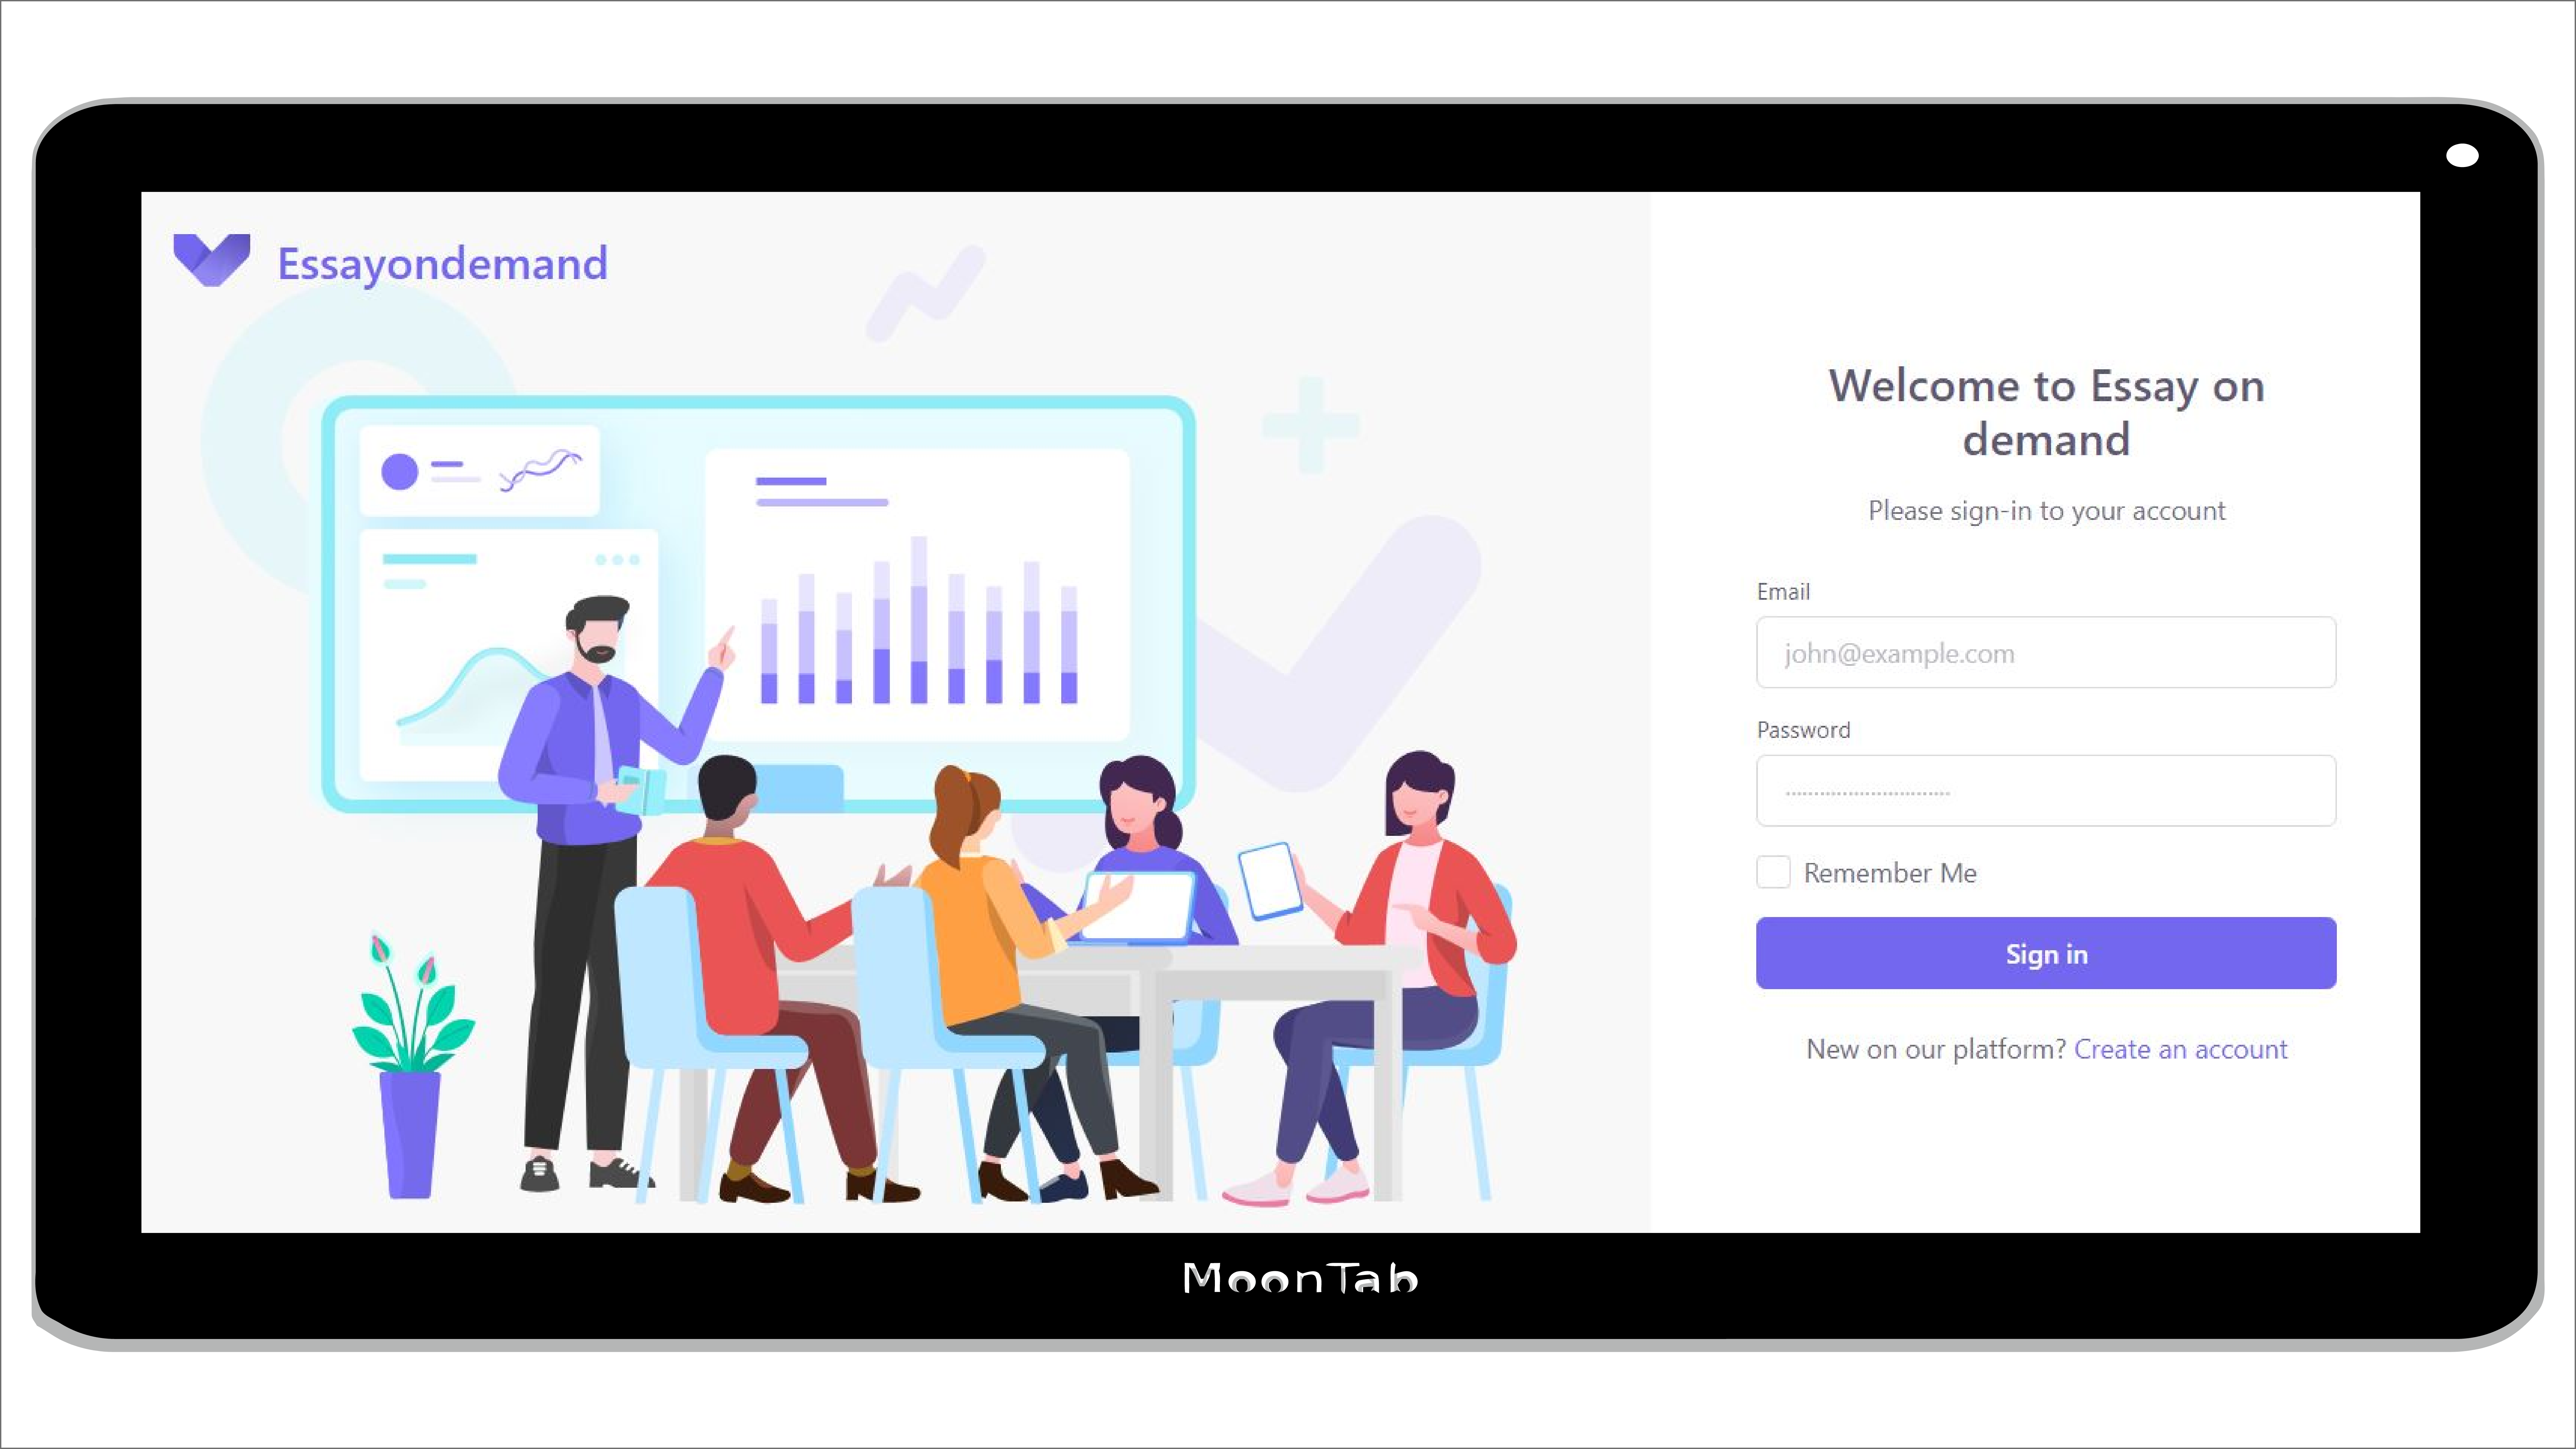 Essayondemand
Welcome to Essay on
demand
Please sign-in to your account
Email
john@example.com
Password
Remember Me
Sign in
New on our platform? Create an account
MoonTab